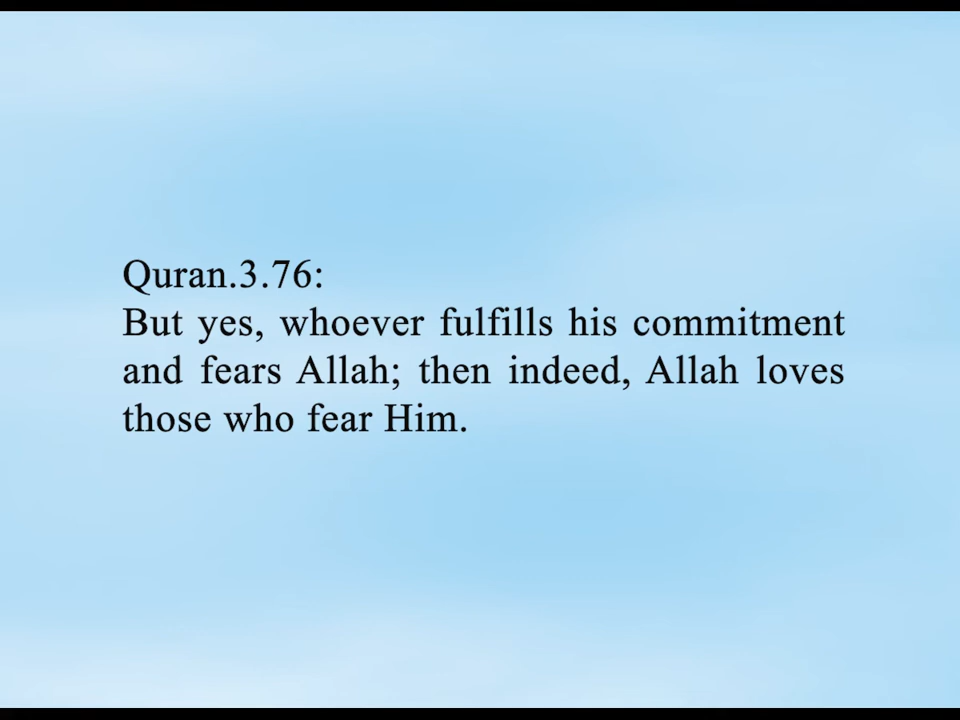 Quran.3.76:
But yes, whoever fulfills his commitment
and fears Allah; then indeed, Allah loves
those who fear Him.